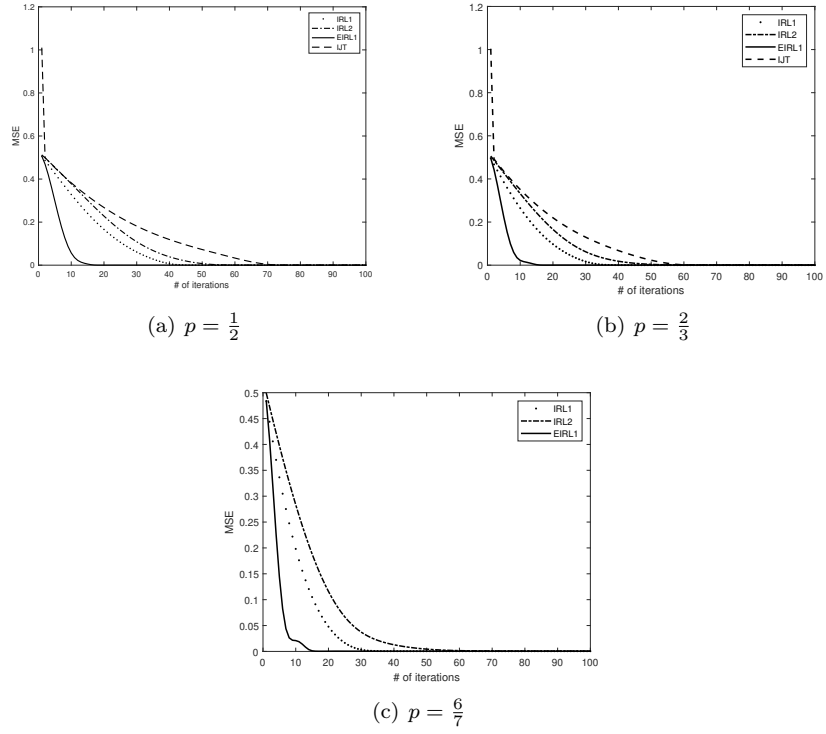 1.2
1
0.8
0.6
0.4
0.2
0
MSE
0 10 20 30 40 50 60 70 80 90 100
# of iterations
IRL1
IRL2
EIRL1
IJT
(a) p = 1/2
1.2
1
0.8
0.6
0.4
0.2
0
MSE
0 10 20 30 40 50 60 70 80 90 100
# of iterations
IRL1
IRL2
EIRL1
IJT
(b) p = 2/3
0.5
0.45
0.4
0.35
0.3
0.25
0.2
0.15
0.1
0.05
0
MSE
0 10 20 30 40 50 60 70 80 90 100
# of iterations
IRL1
IRL2
EIRL1
(c) p = 6/7